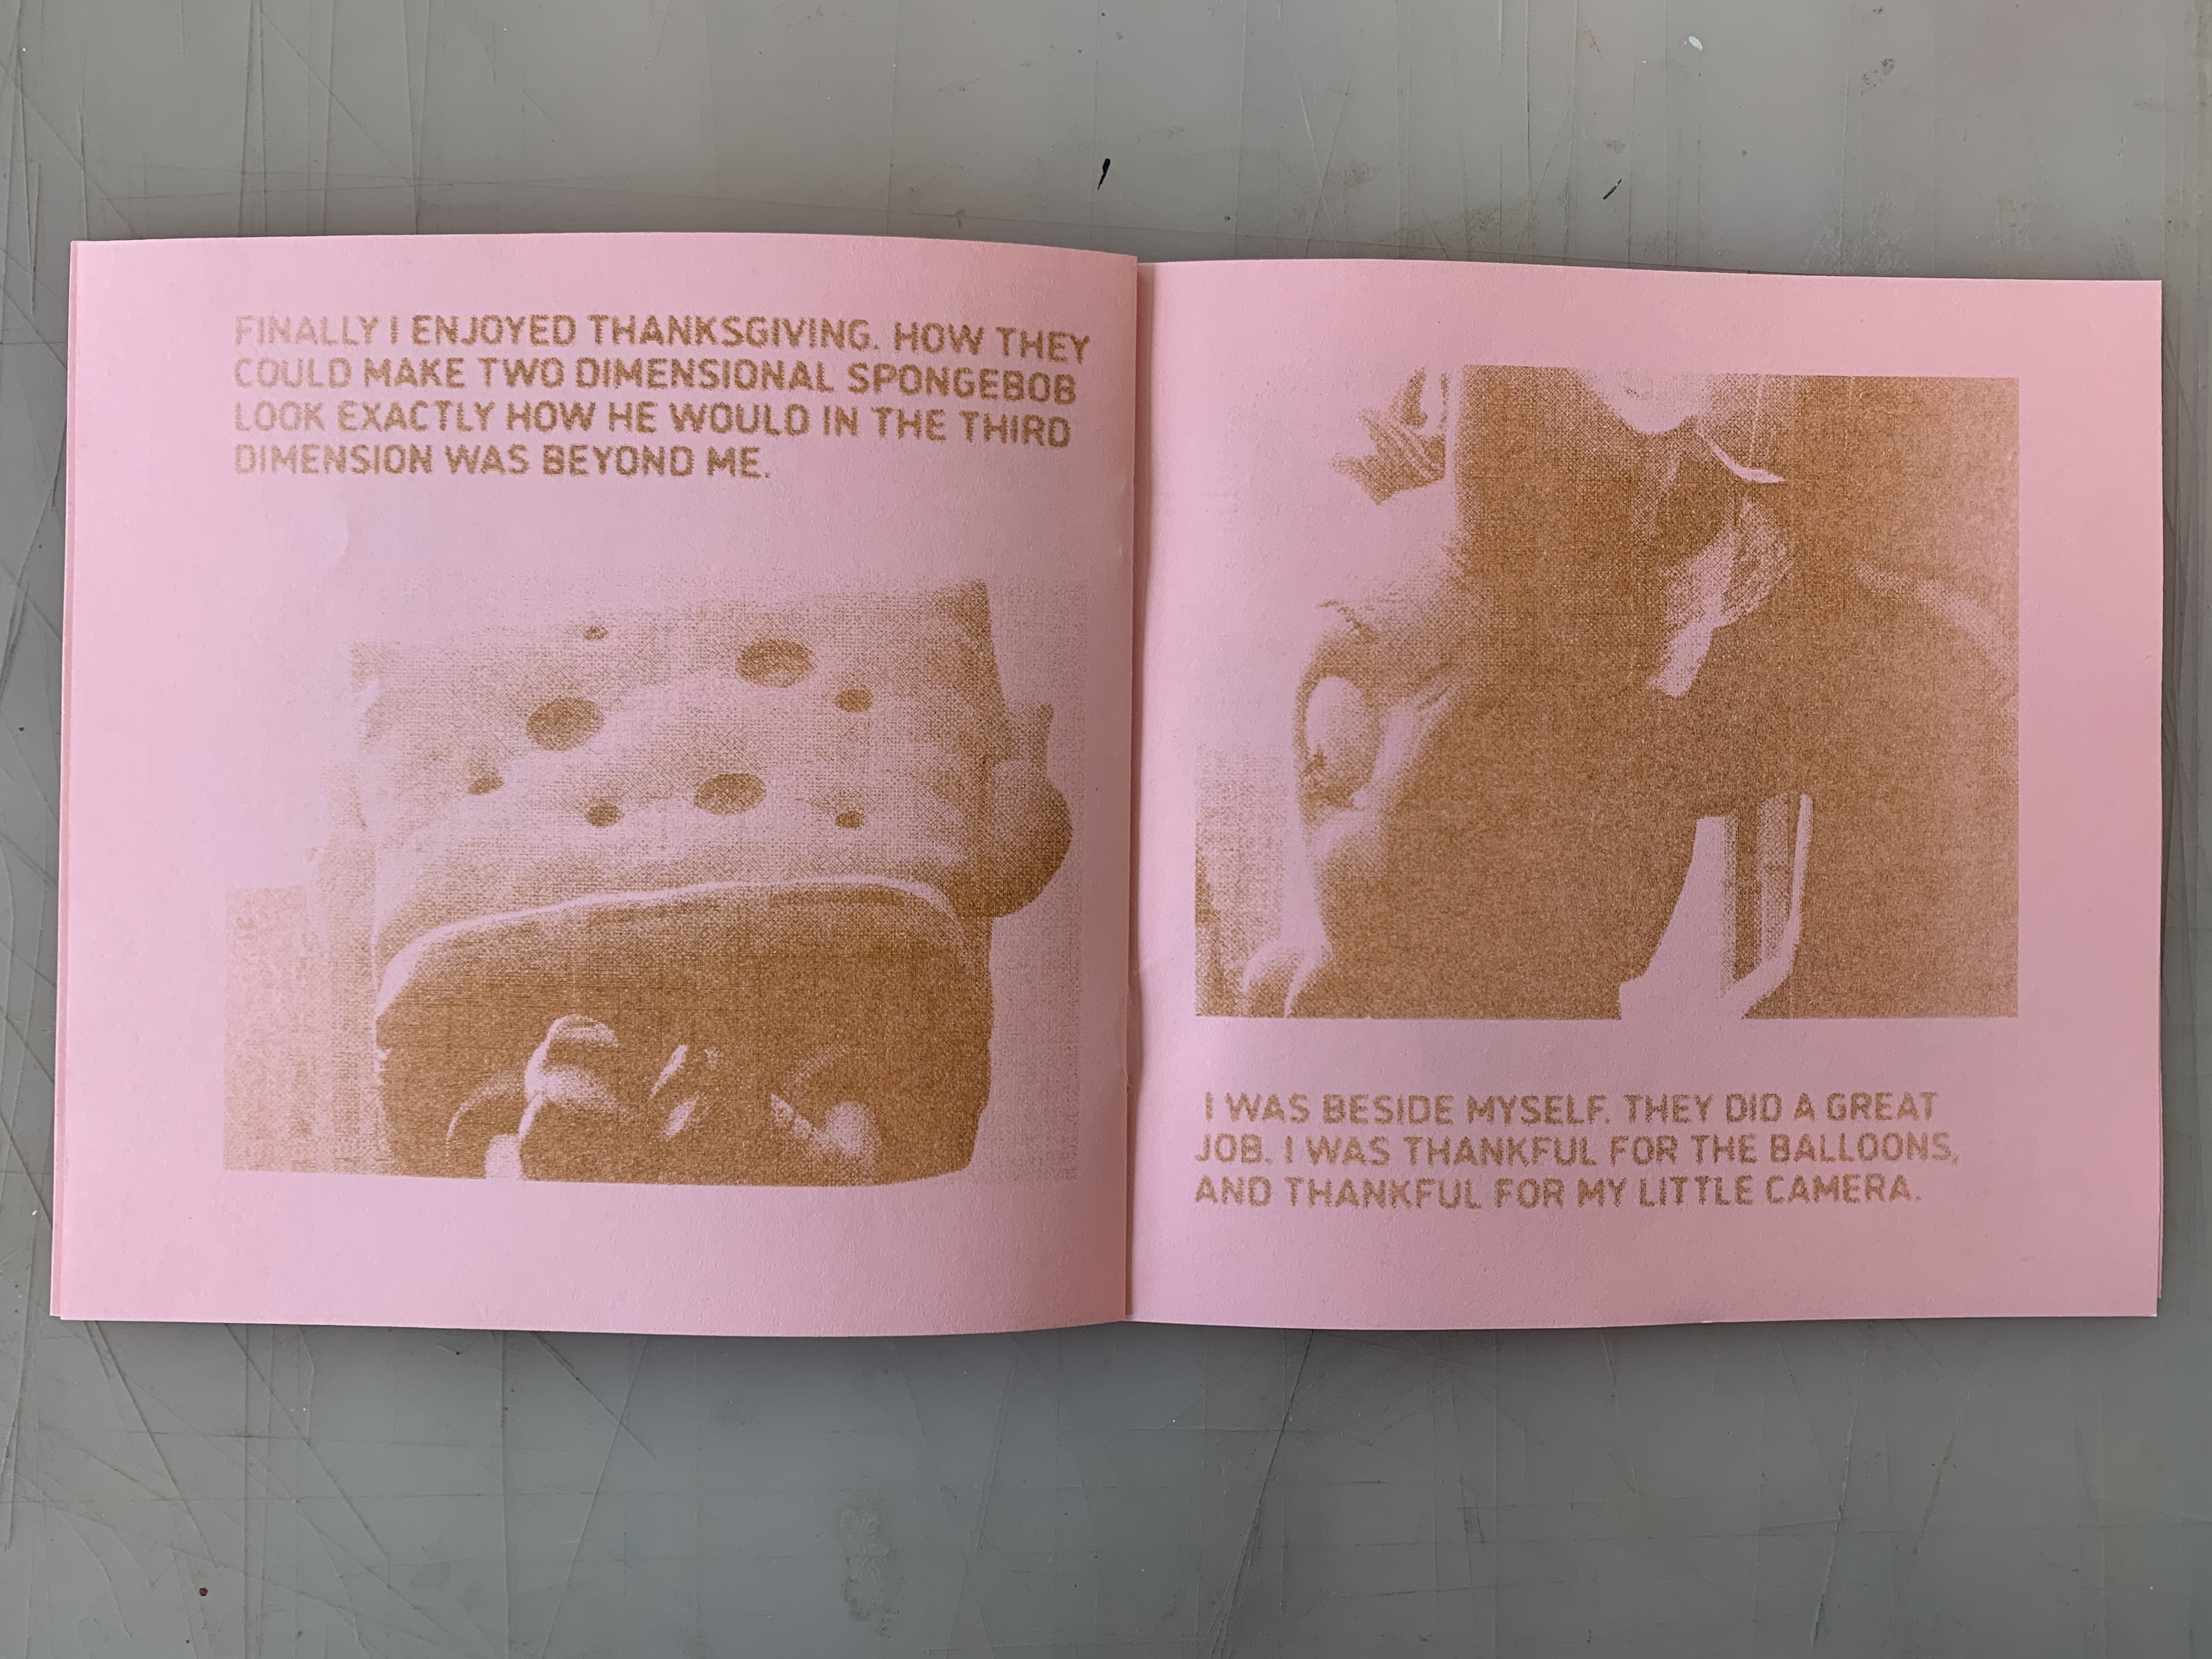 FINALLY I ENJOYED THANKSGIVING. HOW THEY
COULD MAKE TWO DIMENSIONAL SPONGEBOB
LOOK EXACTLY HOW HE WOULD IN THE THIRD
DIMENSION WAS BEYOND ME.
I WAS BESIDE MYSELF. THEY DID A GREAT
JOB. I WAS THANKFUL FOR THE BALLOONS,
AND THANKFUL FOR MY LITTLE CAMERA.